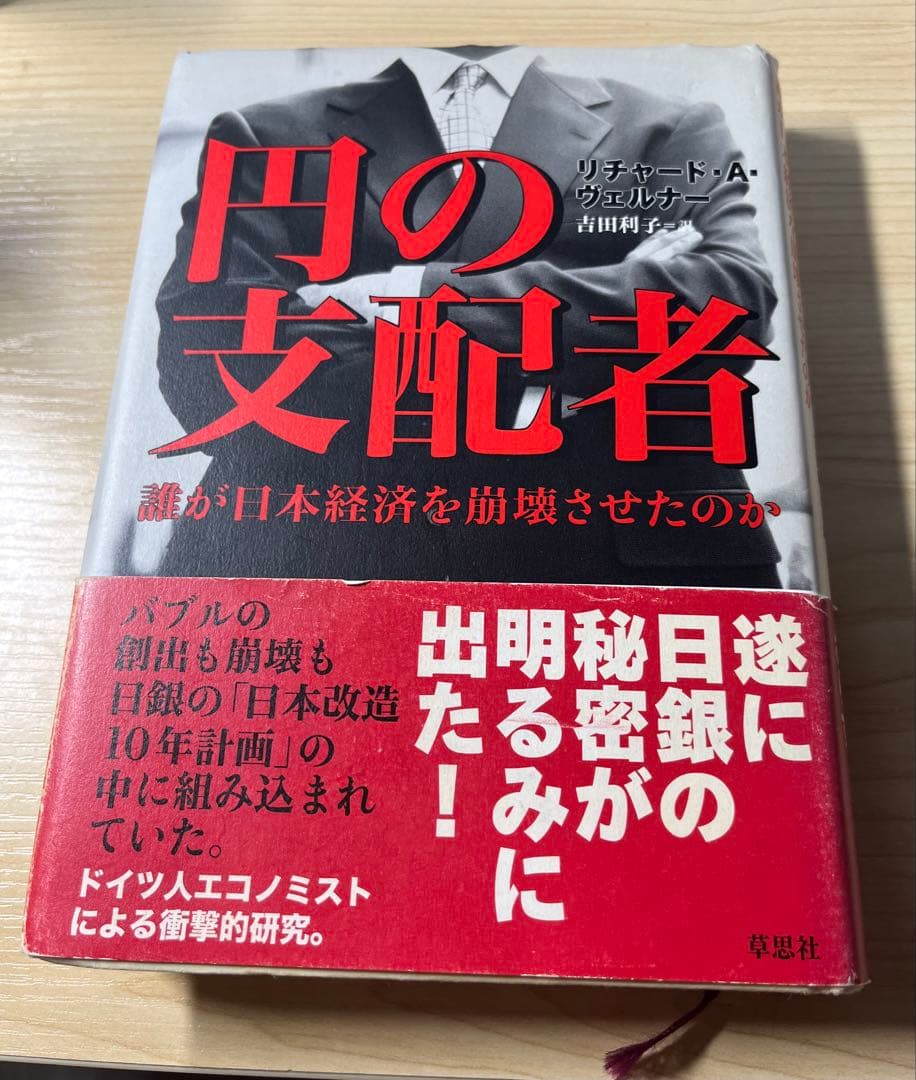 円の
支配者
リチャード・A・
ヴェルナー
吉田利子=訳
誰が日本経済を崩壊させたのか
遂に
日銀の
秘密が
明るみに
出た!
バブルの
創出も崩壊も
日銀の「日本改造
10年計画」の
中に組み込まれ
ていた。
ドイツ人エコノミスト
による衝撃的研究。
草思社